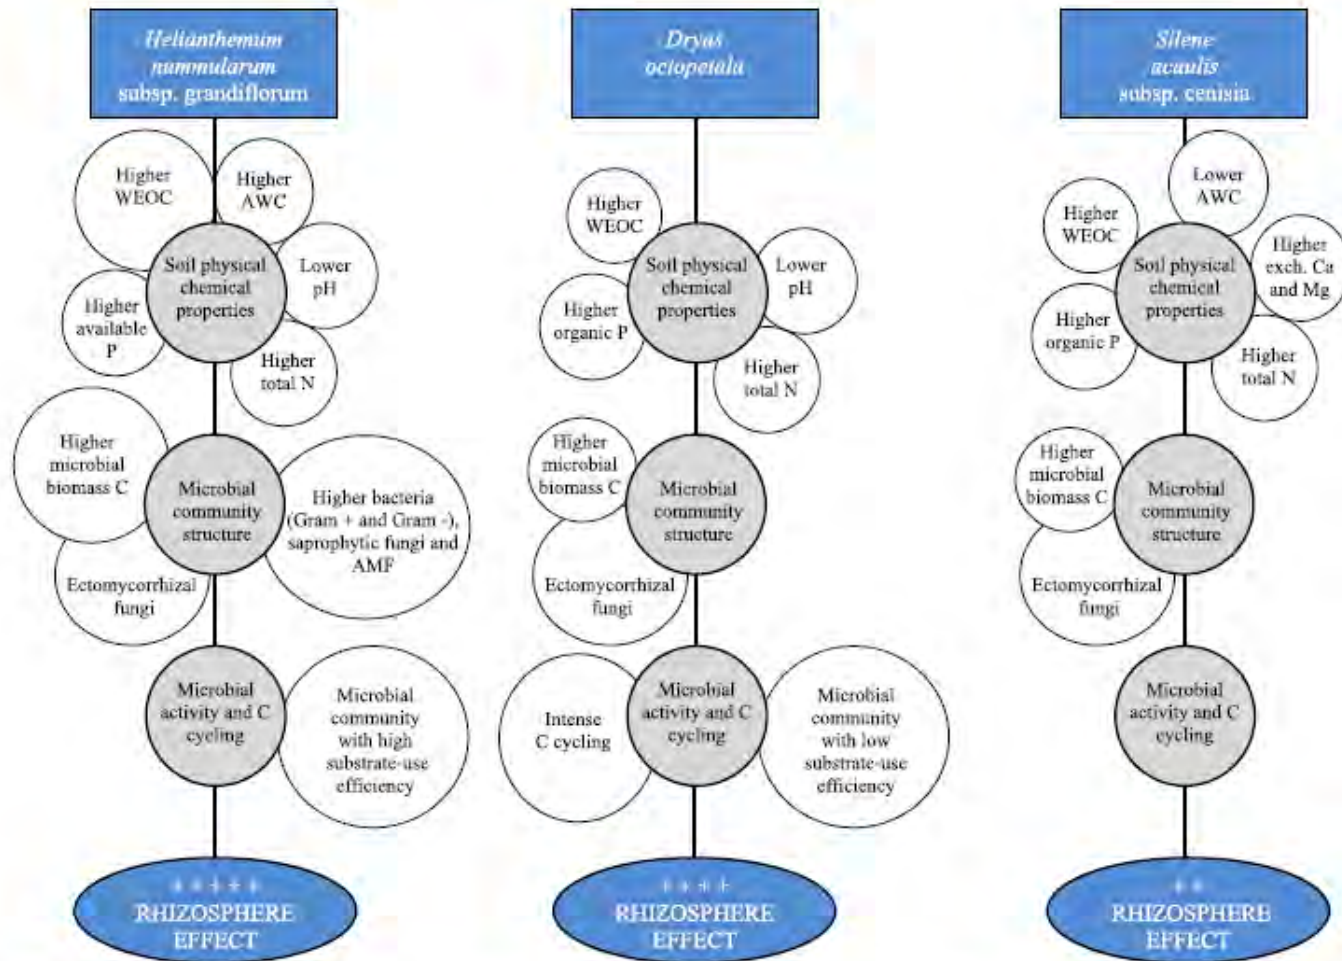 Helianthemum
nummularum
subsp. grandiflorum
Higher
WEOC
Higher
AWC
Soil physical
chemical
properties
Lower
pH
Higher
available
P
Higher
total N
Higher
microbial
biomass C
Microbial
community
structure
Higher bacteria
(Gram + and Gram -),
saprophytic fungi and
AMF
Ectomycorrhizal
fungi
Microbial
activity and C
cycling
Microbial
community
with high
substrate-use
efficiency
+ + + + +
RHIZOSPHERE
EFFECT
Dryas
octopetala
Higher
WEOC
Soil physical
chemical
properties
Lower
pH
Higher
organic P
Higher
total N
Higher
microbial
biomass C
Microbial
community
structure
Ectomycorrhizal
fungi
Intense
C cycling
Microbial
activity and C
cycling
Microbial
community
with low
substrate-use
efficiency
+ + + +
RHIZOSPHERE
EFFECT
Silene
acaulis
subsp. cenisia
Lower
AWC
Higher
WEOC
Soil physical
chemical
properties
Higher
exch. Ca
and Mg
Higher
organic P
Higher
total N
Higher
microbial
biomass C
Microbial
community
structure
Ectomycorrhizal
fungi
Microbial
activity and C
cycling
+ +
RHIZOSPHERE
EFFECT